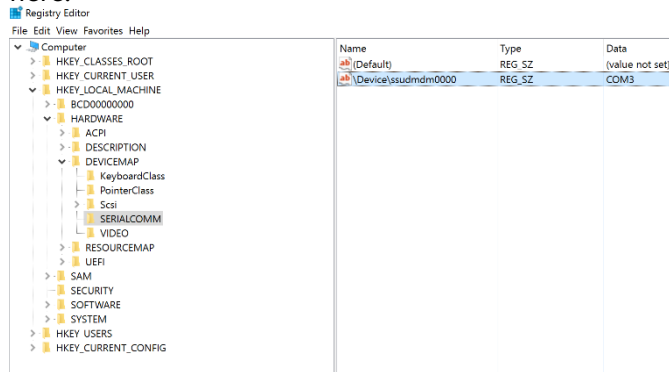 Registry Editor
File Edit View Favorites Help
Computer
HKEY_CLASSES_ROOT
HKEY_CURRENT_USER
HKEY_LOCAL_MACHINE
BCD00000000
HARDWARE
ACPI
DESCRIPTION
DEVICEMAP
KeyboardClass
PointerClass
Scsi
SERIALCOMM
VIDEO
RESOURCEMAP
UEFI
SAM
SECURITY
SOFTWARE
SYSTEM
HKEY_USERS
HKEY_CURRENT_CONFIG
Name Type Data
(Default) REG_SZ (value not set)
\Device\ssudmdm0000 REG_SZ COM3